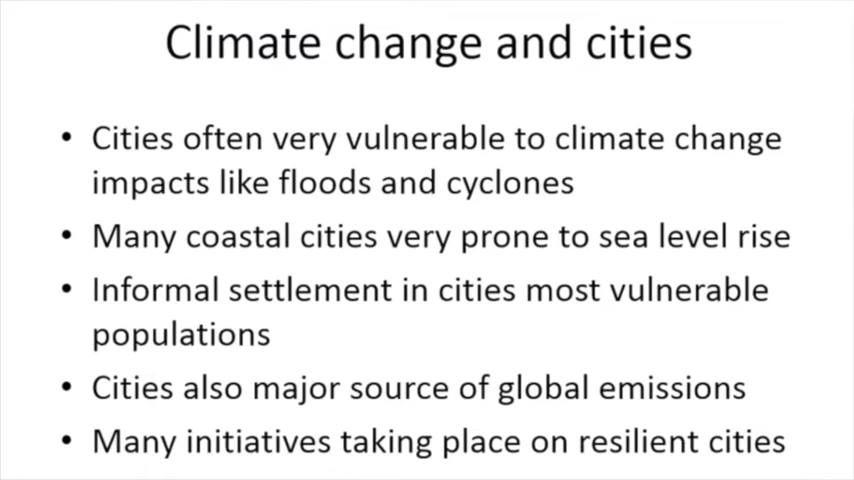 Climate change and cities
• Cities often very vulnerable to climate change
impacts like floods and cyclones
• Many coastal cities very prone to sea level rise
• Informal settlement in cities most vulnerable
populations
• Cities also major source of global emissions
• Many initiatives taking place on resilient cities